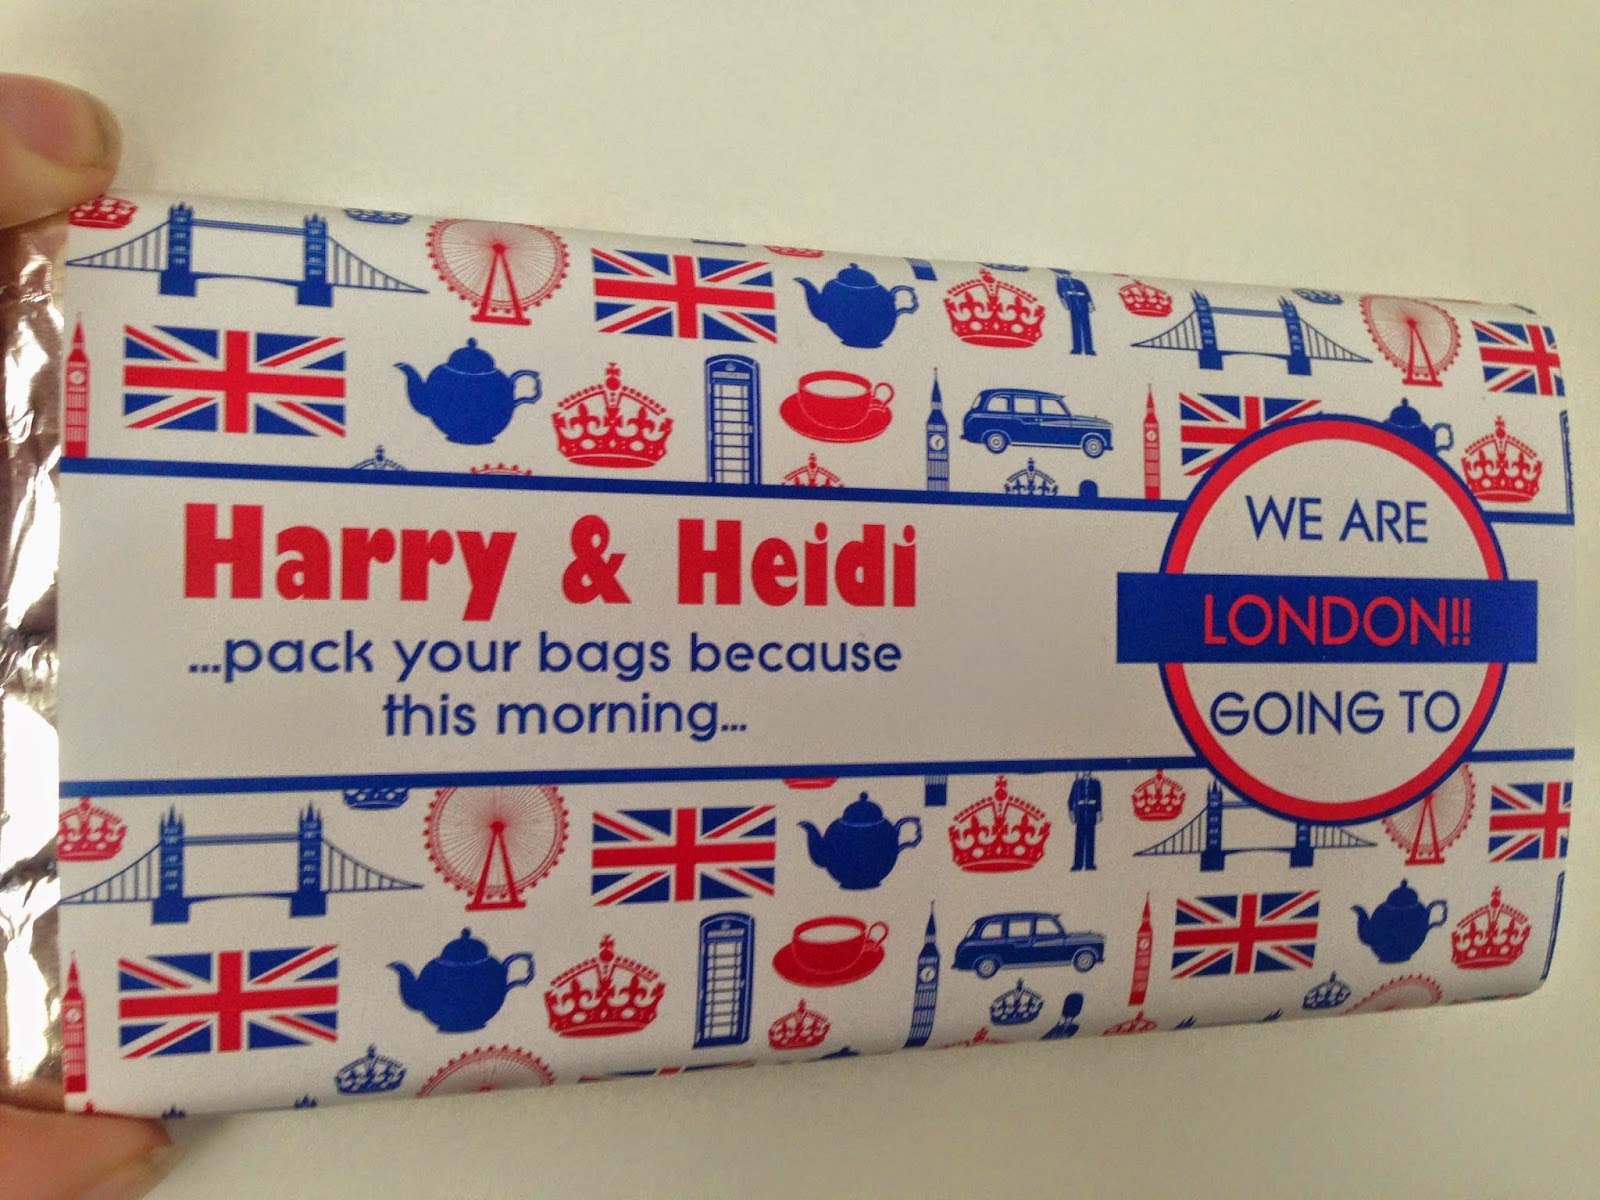 Harry & Heidi
...pack your bags because
this morning...
WE ARE
LONDON!!
GOING TO